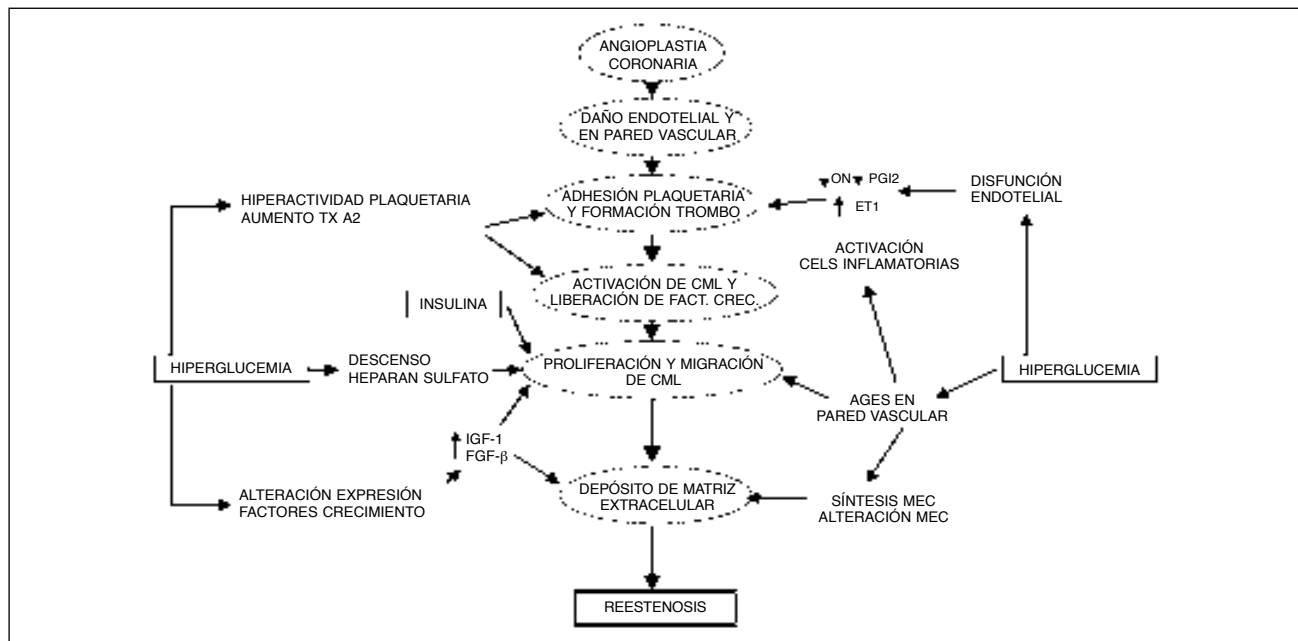 ANGIOPLASTIA
CORONARIA
DAÑO ENDOTELIAL Y
EN PARED VASCULAR
HIPERACTIVIDAD PLAQUETARIA
AUMENTO TX A2
ADHESIÓN PLAQUETARIA
Y FORMACIÓN TROMBO
ON PGI2
ET1
DISFUNCIÓN
ENDOTELIAL
ACTIVACIÓN
CELS INFLAMATORIAS
ACTIVACIÓN DE CML Y
LIBERACIÓN DE FACT. CREC.
INSULINA
HIPERGLUCEMIA
DESCENSO
HEPARAN SULFATO
PROLIFERACIÓN Y MIGRACIÓN
DE CML
HIPERGLUCEMIA
AGES EN
PARED VASCULAR
IGF-1
FGF-β
ALTERACIÓN EXPRESIÓN
FACTORES CRECIMIENTO
DEPÓSITO DE MATRIZ
EXTRACELULAR
SÍNTESIS MEC
ALTERACIÓN MEC
REESTENOSIS